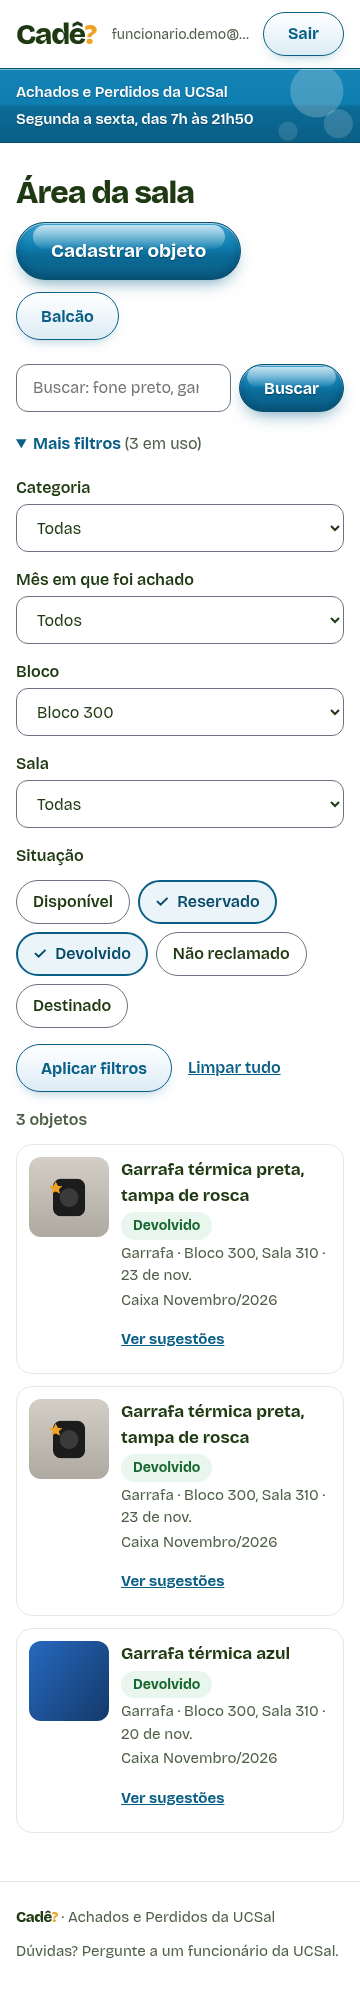 Cadê? funcionario.demo@... Sair
Achados e Perdidos da UCSal
Segunda a sexta, das 7h às 21h50
Área da sala
Cadastrar objeto
Balcão
Buscar: fone preto, gar Buscar
Mais filtros (3 em uso)
Categoria
Todas
Mês em que foi achado
Todos
Bloco
Bloco 300
Sala
Todas
Situação
Disponível ✓ Reservado
✓ Devolvido Não reclamado
Destinado
Aplicar filtros Limpar tudo
3 objetos
Garrafa térmica preta,
tampa de rosca
Devolvido
Garrafa · Bloco 300, Sala 310 ·
23 de nov.
Caixa Novembro/2026
Ver sugestões
Garrafa térmica preta,
tampa de rosca
Devolvido
Garrafa · Bloco 300, Sala 310 ·
23 de nov.
Caixa Novembro/2026
Ver sugestões
Garrafa térmica azul
Devolvido
Garrafa · Bloco 300, Sala 310 ·
20 de nov.
Caixa Novembro/2026
Ver sugestões
Cadê? · Achados e Perdidos da UCSal
Dúvidas? Pergunte a um funcionário da UCSal.